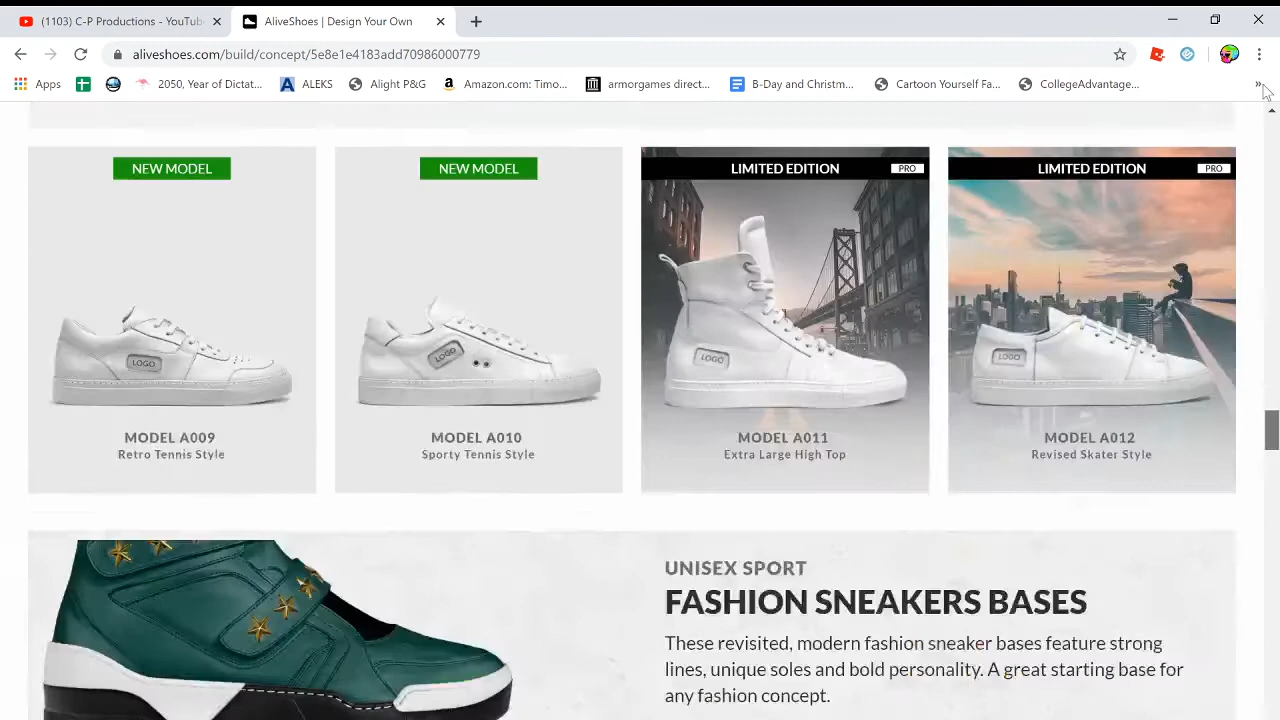 (1103) C-P Productions - YouTub
AliveShoes | Design Your Own
aliveshoes.com/build/concept/5e8e1e4183add70986000779
Apps
2050, Year of Dictat...
ALEKS
Alight P&G
Amazon.com: Timo...
armorgames direct...
B-Day and Christm...
Cartoon Yourself Fa...
CollegeAdvantage...
»
NEW MODEL
NEW MODEL
LIMITED EDITION
PRO
LIMITED EDITION
PRO
LOGO
LOGO
LOGO
LOGO
MODEL A009
Retro Tennis Style
MODEL A010
Sporty Tennis Style
MODEL A011
Extra Large High Top
MODEL A012
Revised Skater Style
UNISEX SPORT
FASHION SNEAKERS BASES
These revisited, modern fashion sneaker bases feature strong
lines, unique soles and bold personality. A great starting base for
any fashion concept.